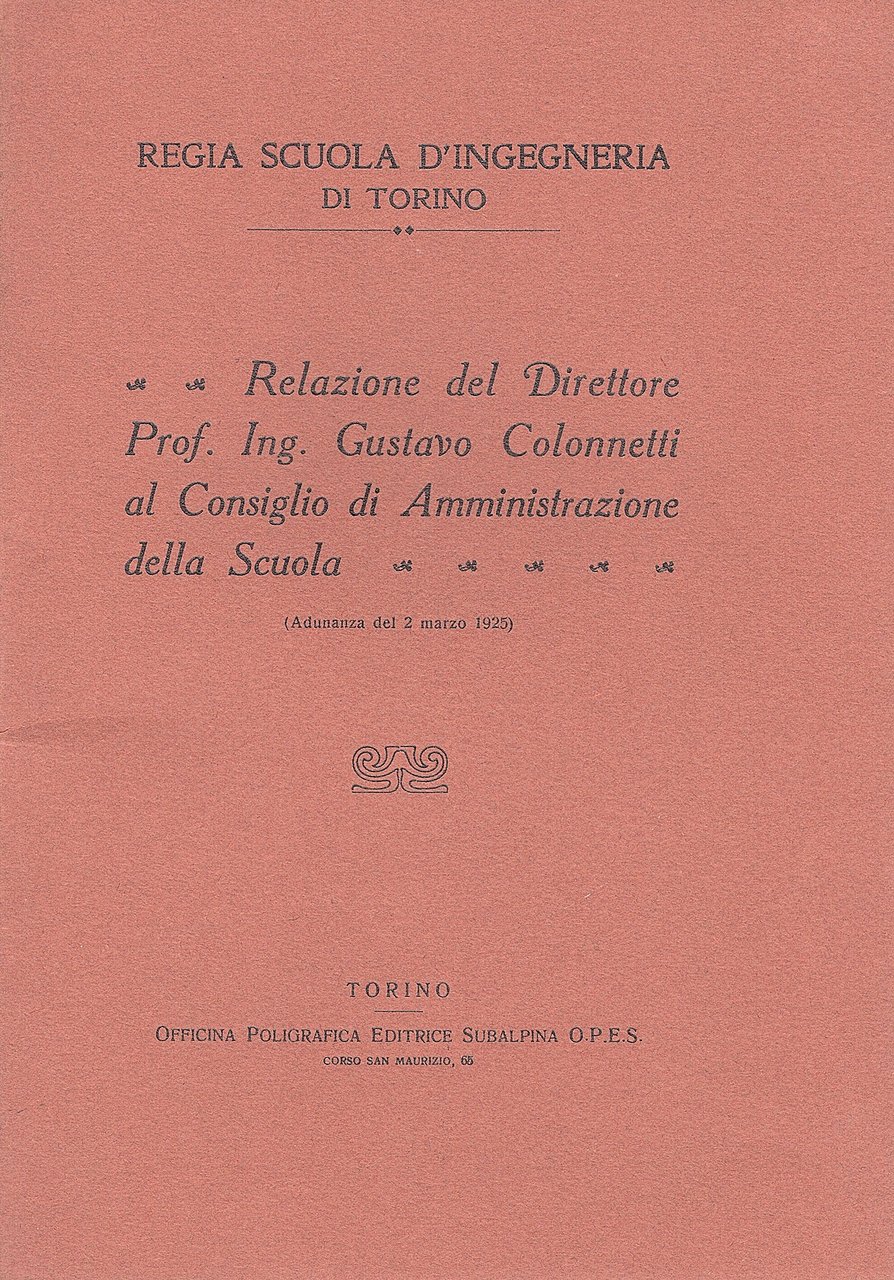 REGIA SCUOLA D'INGEGNERIA
DI TORINO
Relazione del Direttore
Prof. Ing. Gustavo Colonnetti
al Consiglio di Amministrazione
della Scuola
(Adunanza del 2 marzo 1925)
TORINO
OFFICINA POLIGRAFICA EDITRICE SUBALPINA O.P.E.S.
CORSO SAN MAURIZIO, 65